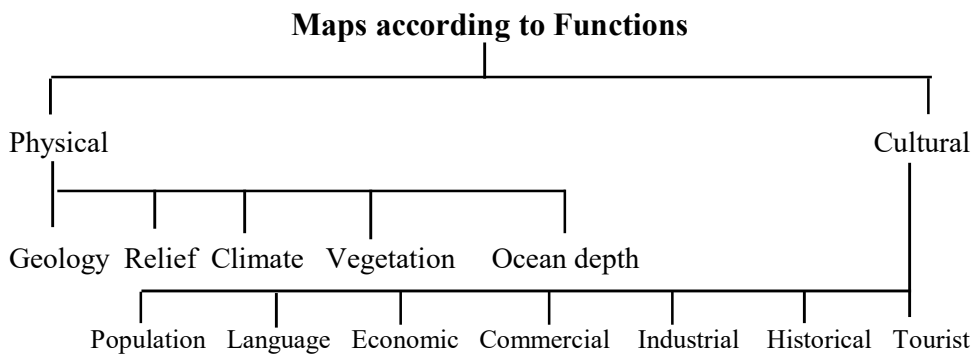 Maps according to Functions
Physical Cultural
Geology Relief Climate Vegetation Ocean depth
Population Language Economic Commercial Industrial Historical Tourist